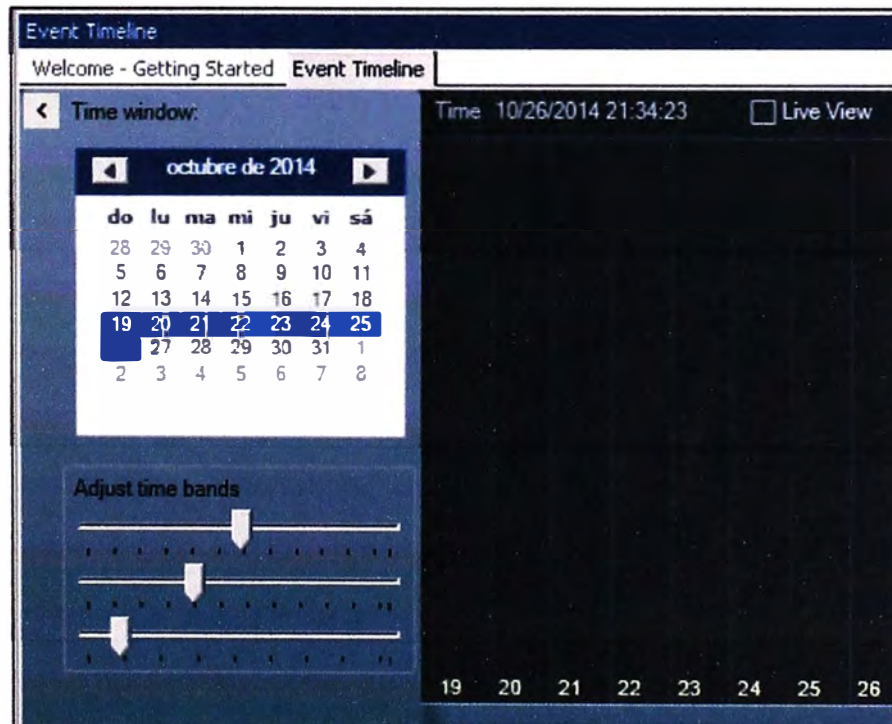 Event Timeline
Welcome - Getting Started Event Timeline
Time window:
Time 10/26/2014 21:34:23 Live View
octubre de 2014
do lu ma mi ju vi sá
28 29 30 1 2 3 4
5 6 7 8 9 10 11
12 13 14 15 16 17 18
19 20 21 22 23 24 25
27 28 29 30 31 1
2 3 4 5 6 7 8
Adjust time bands
19 20 21 22 23 24 25 26